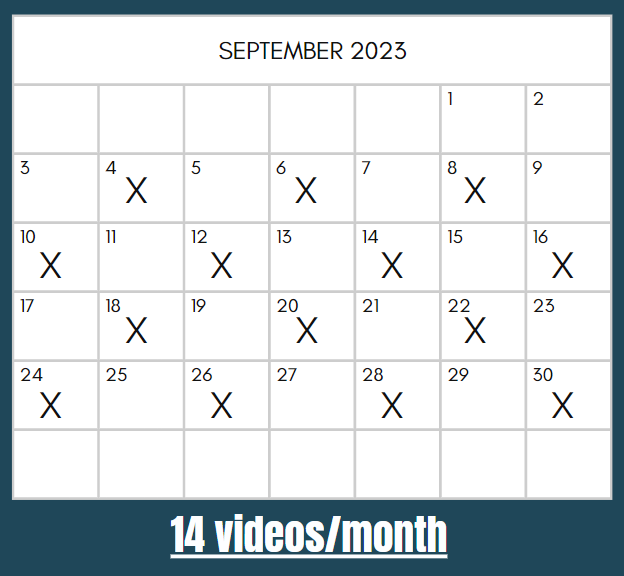 SEPTEMBER 2023
1 2
3 4 5 6 7 8 9
X X X
10 11 12 13 14 15 16
X X X X
17 18 19 20 21 22 23
X X X
24 25 26 27 28 29 30
X X X X
14 videos/month